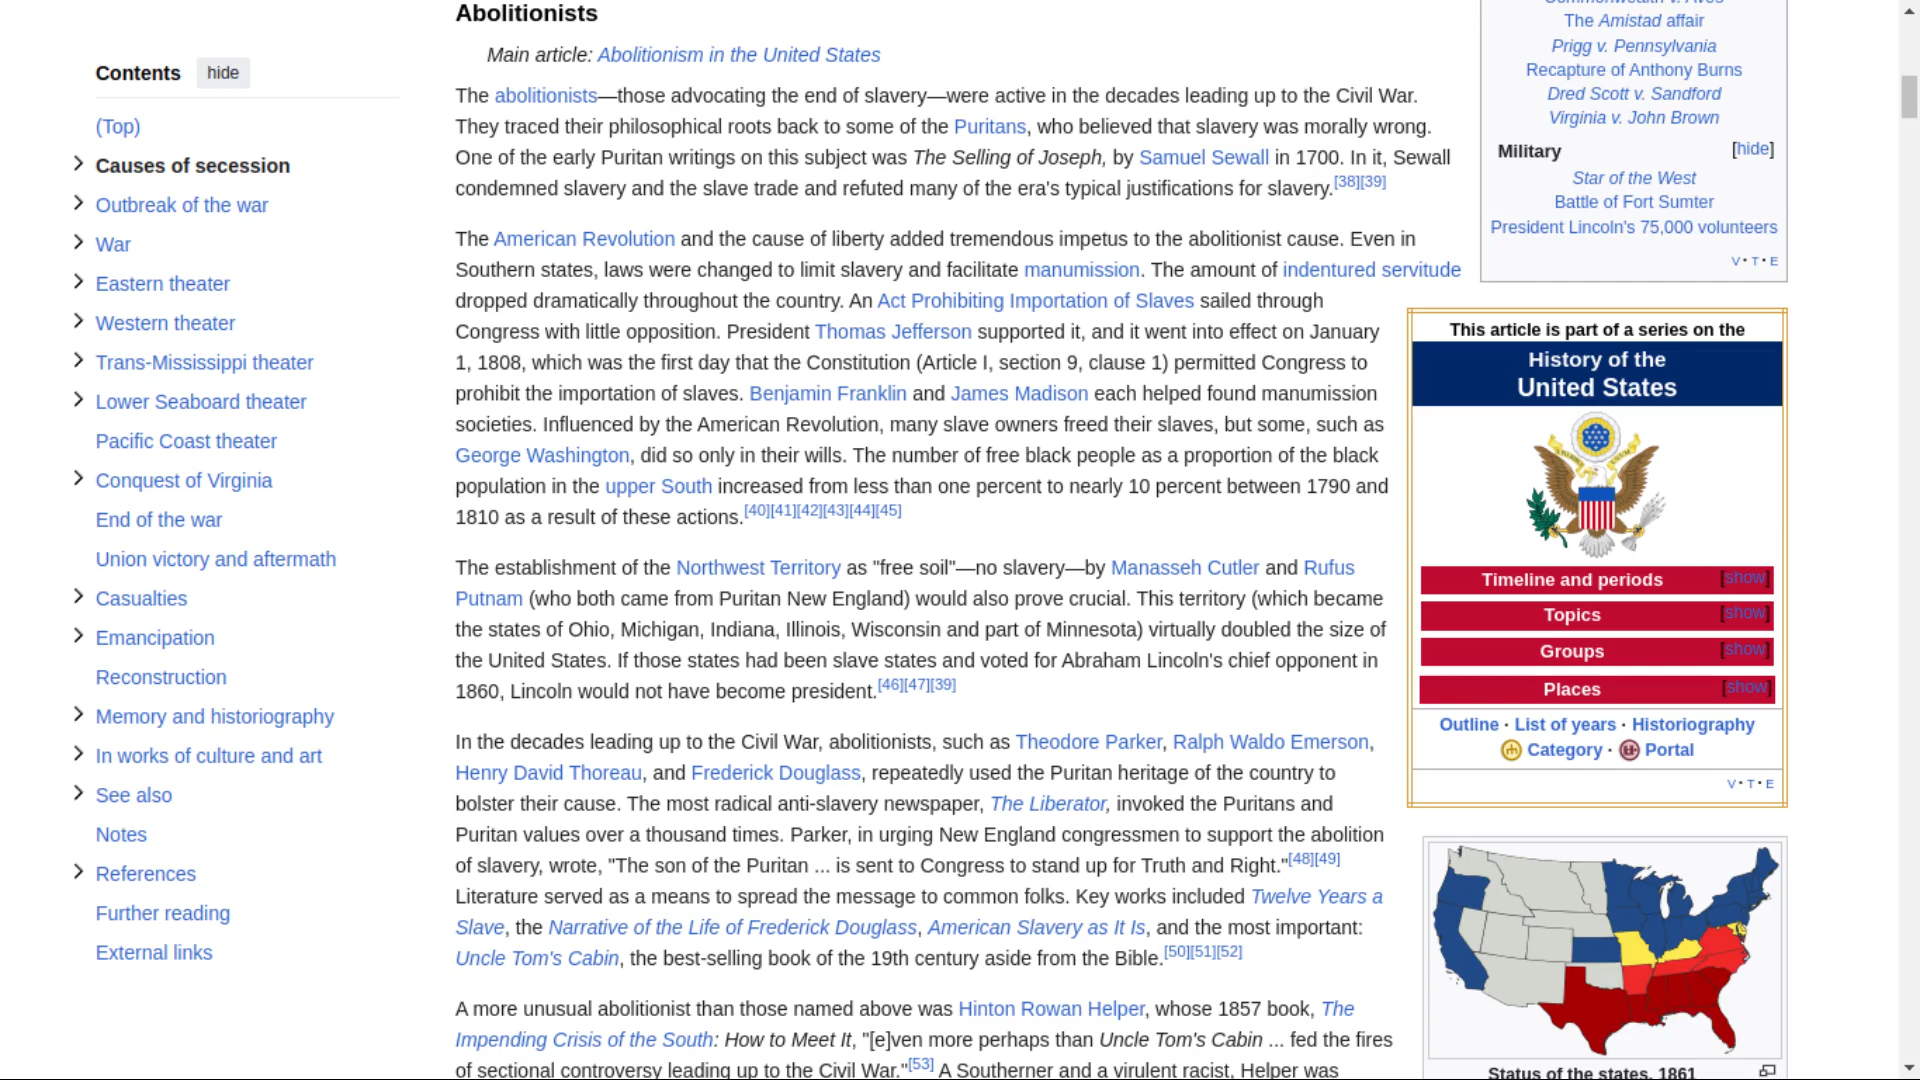 Contents hide
(Top)
Causes of secession
Outbreak of the war
War
Eastern theater
Western theater
Trans-Mississippi theater
Lower Seaboard theater
Pacific Coast theater
Conquest of Virginia
End of the war
Union victory and aftermath
Casualties
Emancipation
Reconstruction
Memory and historiography
In works of culture and art
See also
Notes
References
Further reading
External links
Abolitionists
Main article: Abolitionism in the United States
The abolitionists—those advocating the end of slavery—were active in the decades leading up to the Civil War.
They traced their philosophical roots back to some of the Puritans, who believed that slavery was morally wrong.
One of the early Puritan writings on this subject was The Selling of Joseph, by Samuel Sewall in 1700. In it, Sewall
condemned slavery and the slave trade and refuted many of the era's typical justifications for slavery.[38][39]
The American Revolution and the cause of liberty added tremendous impetus to the abolitionist cause. Even in
Southern states, laws were changed to limit slavery and facilitate manumission. The amount of indentured servitude
dropped dramatically throughout the country. An Act Prohibiting Importation of Slaves sailed through
Congress with little opposition. President Thomas Jefferson supported it, and it went into effect on January
1, 1808, which was the first day that the Constitution (Article I, section 9, clause 1) permitted Congress to
prohibit the importation of slaves. Benjamin Franklin and James Madison each helped found manumission
societies. Influenced by the American Revolution, many slave owners freed their slaves, but some, such as
George Washington, did so only in their wills. The number of free black people as a proportion of the black
population in the upper South increased from less than one percent to nearly 10 percent between 1790 and
1810 as a result of these actions.[40][41][42][43][44][45]
The establishment of the Northwest Territory as "free soil"—no slavery—by Manasseh Cutler and Rufus
Putnam (who both came from Puritan New England) would also prove crucial. This territory (which became
the states of Ohio, Michigan, Indiana, Illinois, Wisconsin and part of Minnesota) virtually doubled the size of
the United States. If those states had been slave states and voted for Abraham Lincoln's chief opponent in
1860, Lincoln would not have become president.[46][47][39]
In the decades leading up to the Civil War, abolitionists, such as Theodore Parker, Ralph Waldo Emerson,
Henry David Thoreau, and Frederick Douglass, repeatedly used the Puritan heritage of the country to
bolster their cause. The most radical anti-slavery newspaper, The Liberator, invoked the Puritans and
Puritan values over a thousand times. Parker, in urging New England congressmen to support the abolition
of slavery, wrote, "The son of the Puritan ... is sent to Congress to stand up for Truth and Right."[48][49]
Literature served as a means to spread the message to common folks. Key works included Twelve Years a
Slave, the Narrative of the Life of Frederick Douglass, American Slavery as It Is, and the most important:
Uncle Tom's Cabin, the best-selling book of the 19th century aside from the Bible.[50][51][52]
A more unusual abolitionist than those named above was Hinton Rowan Helper, whose 1857 book, The
Impending Crisis of the South: How to Meet It, "[e]ven more perhaps than Uncle Tom's Cabin ... fed the fires
of sectional controversy leading up to the Civil War."[53] A Southerner and a virulent racist, Helper was
Commonwealth v. Aves
The Amistad affair
Prigg v. Pennsylvania
Recapture of Anthony Burns
Dred Scott v. Sandford
Virginia v. John Brown
Military [hide]
Star of the West
Battle of Fort Sumter
President Lincoln's 75,000 volunteers
V • T • E
This article is part of a series on the
History of the
United States
Timeline and periods [show]
Topics [show]
Groups [show]
Places [show]
Outline · List of years · Historiography
Category · Portal
V • T • E
Status of the states, 1861